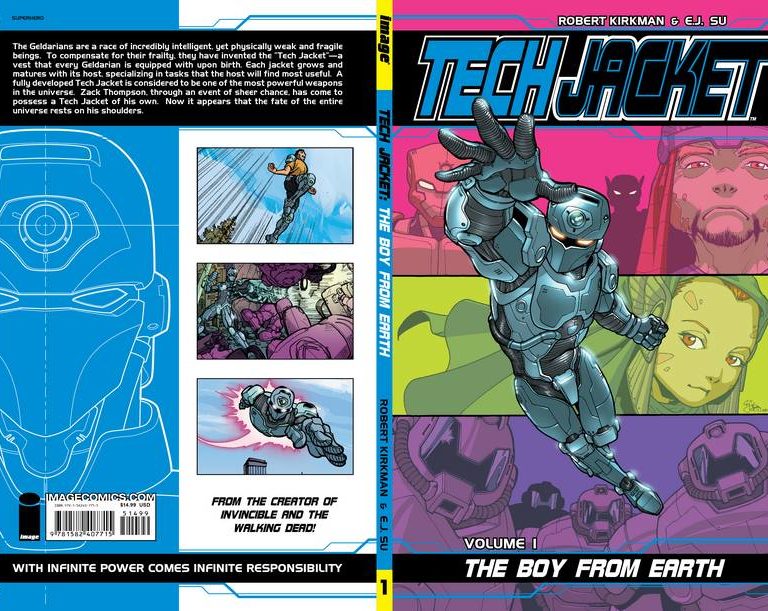 SUPERHERO
The Geldarians are a race of incredibly intelligent, yet physically weak and fragile
beings. To compensate for their frailty, they have invented the "Tech Jacket"—a
vest that every Geldarian is equipped with upon birth. Each jacket grows and
matures with its host, specializing in tasks that the host will find most useful. A
fully developed Tech Jacket is considered to be one of the most powerful weapons
in the universe. Zack Thompson, through an event of sheer chance, has come to
possess a Tech Jacket of his own. Now it appears that the fate of the entire
universe rests on his shoulders.
FROM THE CREATOR OF
INVINCIBLE AND THE
WALKING DEAD!
IMAGECOMICS.COM
$14.99 USD
51499
9 781582 407715
image
WITH INFINITE POWER COMES INFINITE RESPONSIBILITY
image
TECH JACKET: THE BOY FROM EARTH
ROBERT KIRKMAN & E.J. SU
1
ROBERT KIRKMAN & E.J. SU
TECH JACKET
TM
VOLUME 1
THE BOY FROM EARTH